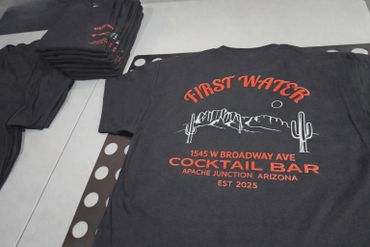 FIRST WATER
1545 W BROADWAY AVE
COCKTAIL BAR
APACHE JUNCTION, ARIZONA
EST 2025